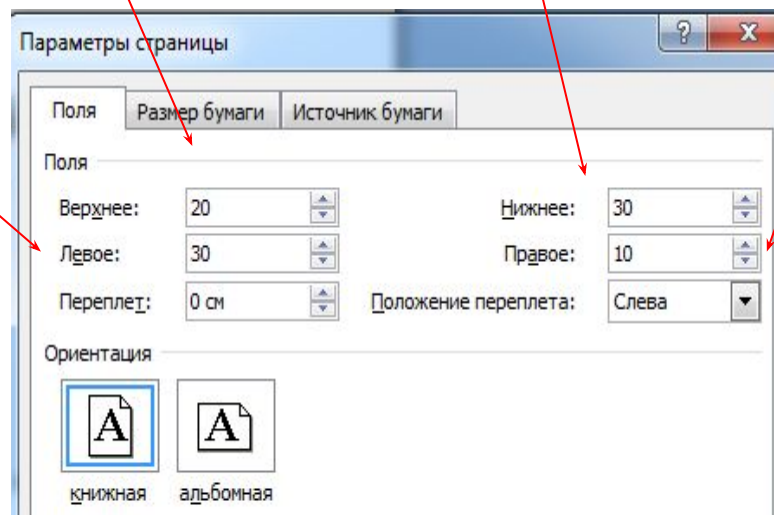 Параметры страницы
Поля Размер бумаги Источник бумаги
Поля
Верхнее: 20 Нижнее: 30
Левое: 30 Правое: 10
Переплет: 0 см Положение переплета: Слева
Ориентация
A A
книжная альбомная